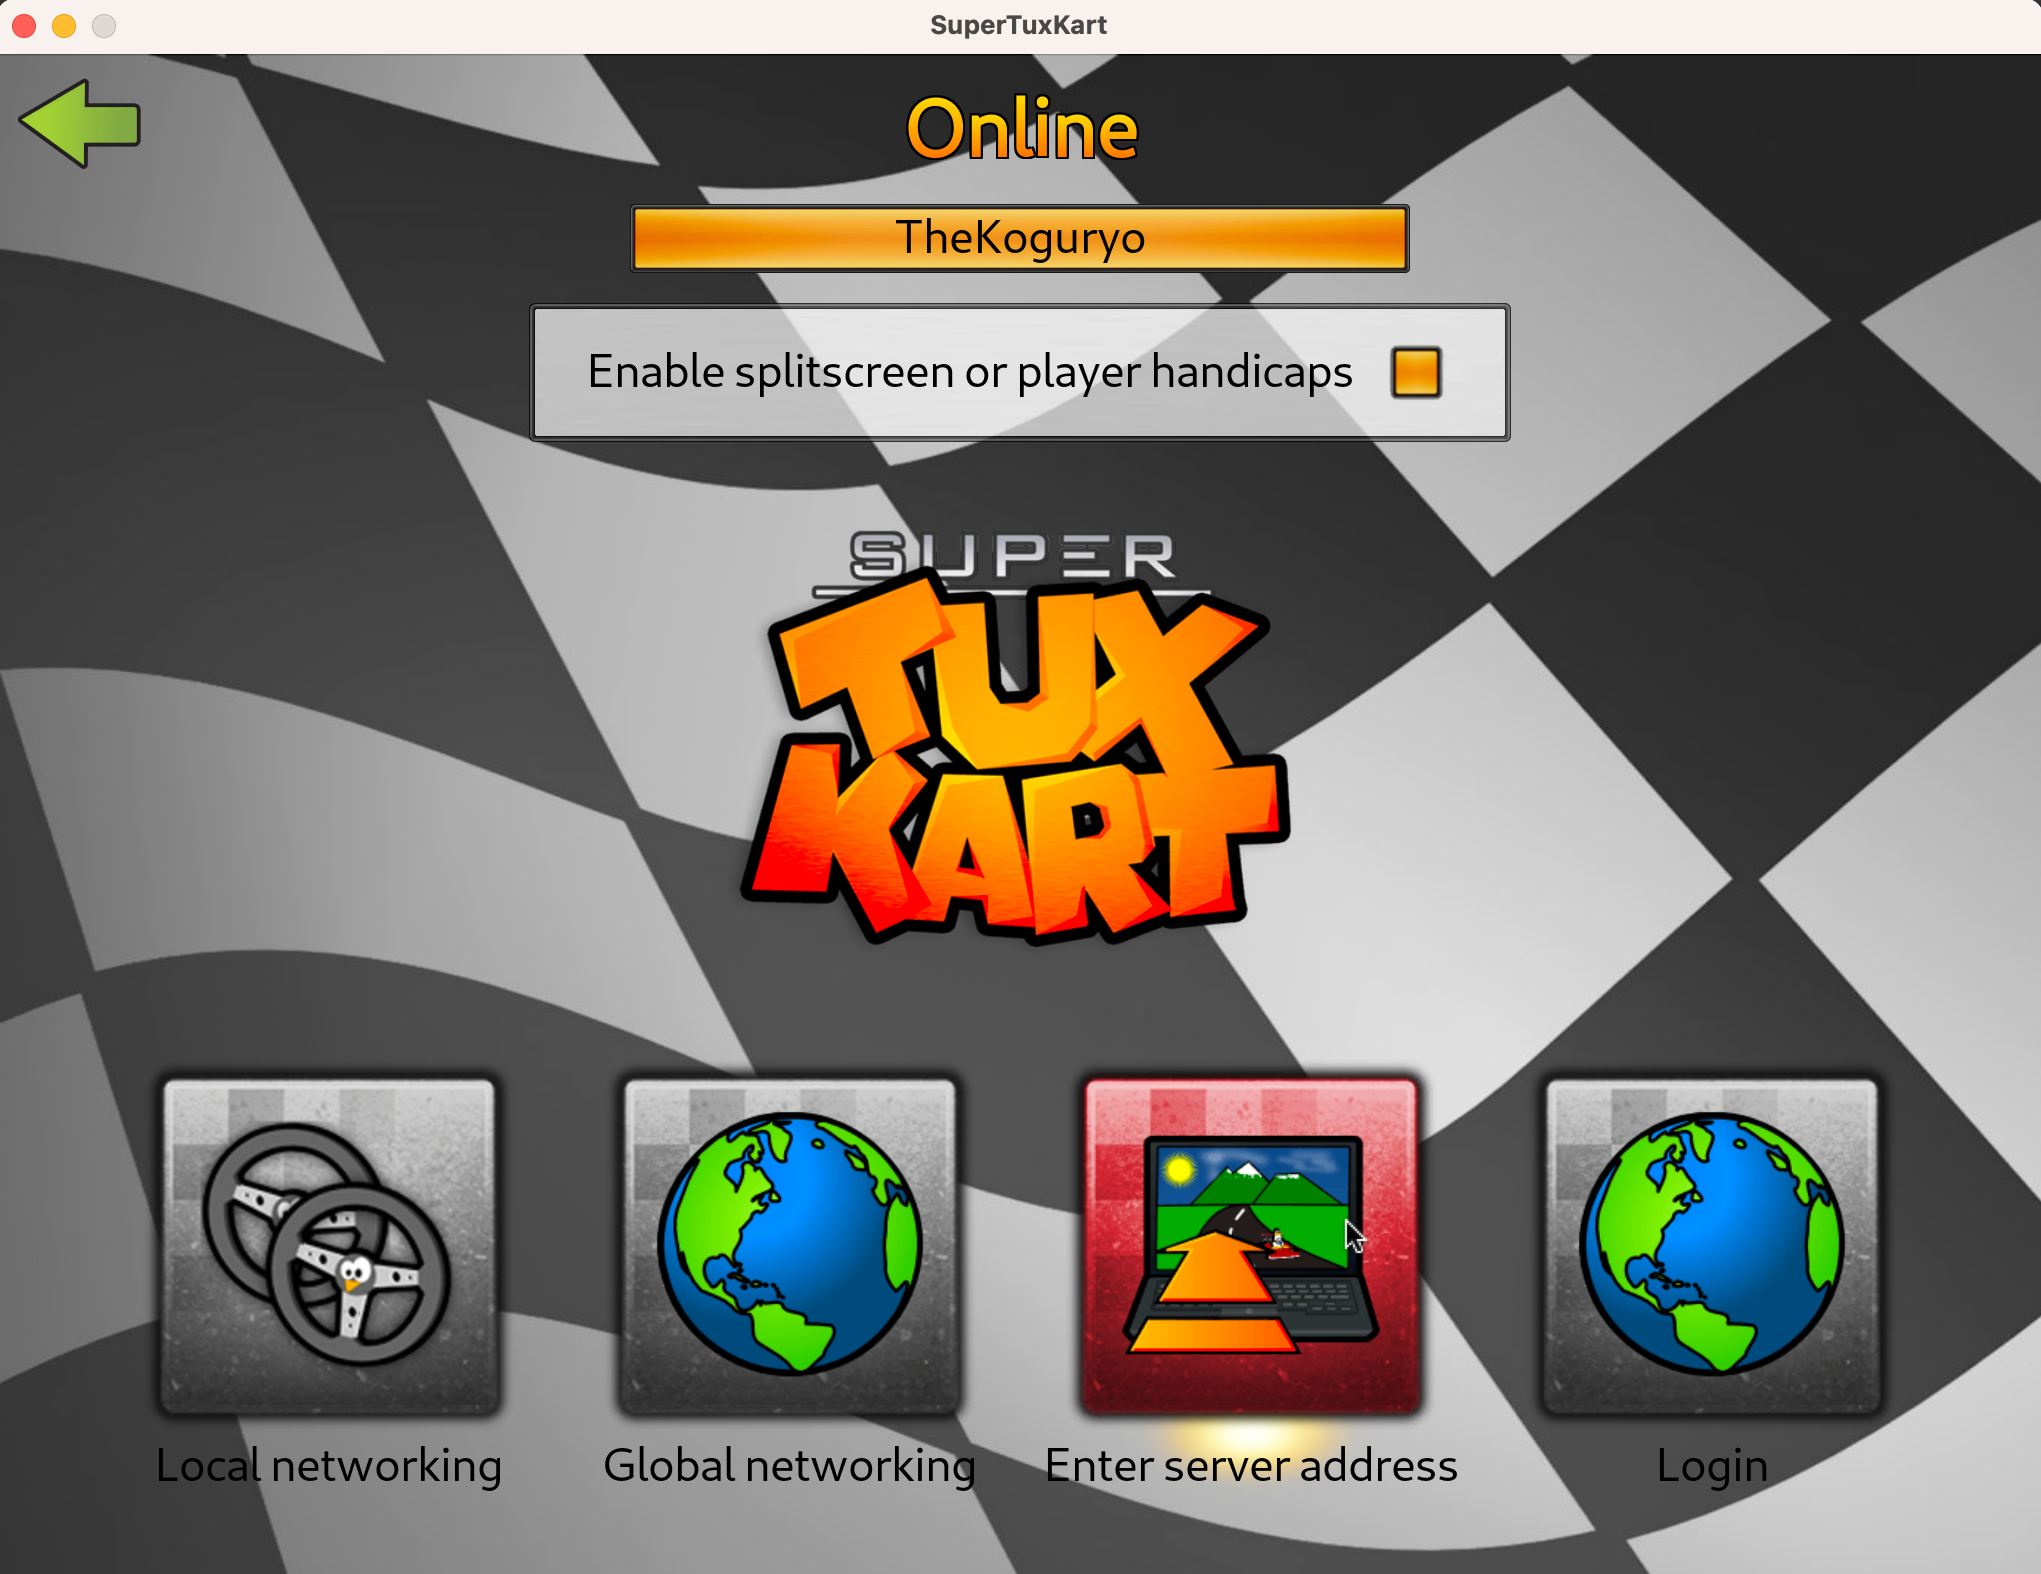 SuperTuxKart
Online
TheKoguryo
Enable splitscreen or player handicaps
SUPER
TUX
KART
Local networking
Global networking
Enter server address
Login